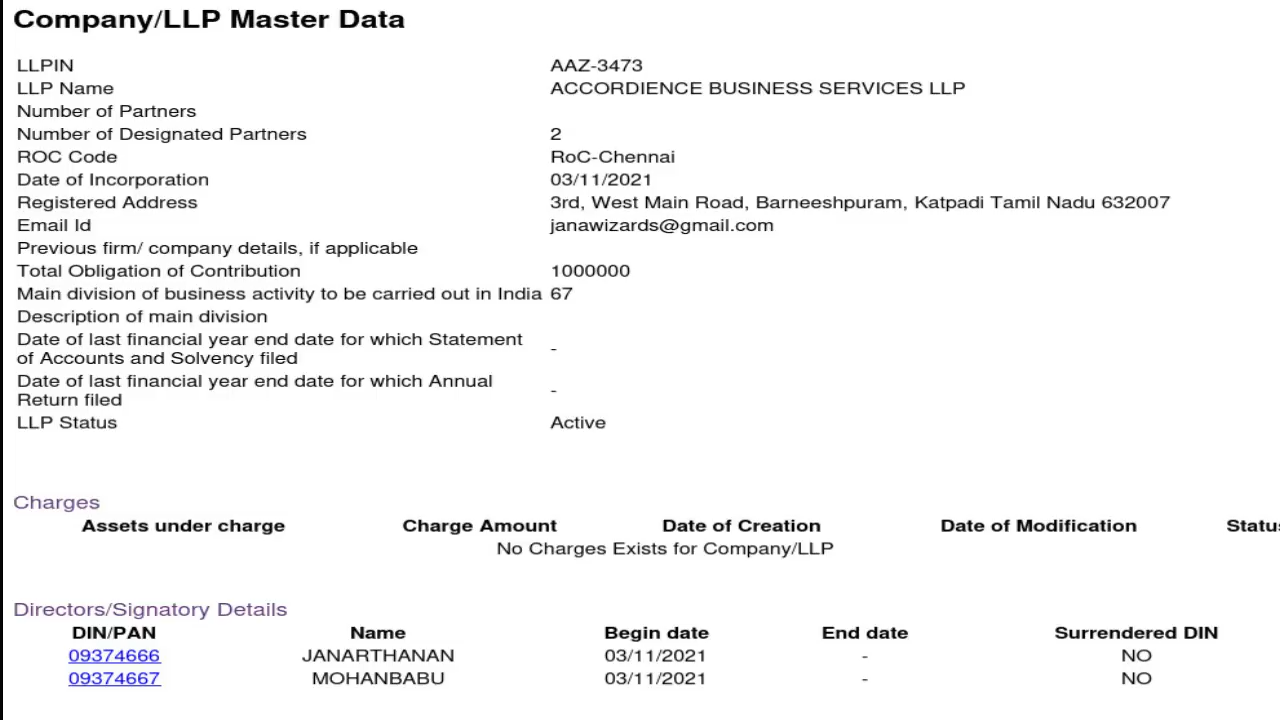 Company/LLP Master Data
LLPIN AAZ-3473
LLP Name ACCORDIENCE BUSINESS SERVICES LLP
Number of Partners
Number of Designated Partners 2
ROC Code RoC-Chennai
Date of Incorporation 03/11/2021
Registered Address 3rd, West Main Road, Barneeshpuram, Katpadi Tamil Nadu 632007
Email Id janawizards@gmail.com
Previous firm/ company details, if applicable
Total Obligation of Contribution 1000000
Main division of business activity to be carried out in India 67
Description of main division
Date of last financial year end date for which Statement
of Accounts and Solvency filed -
Date of last financial year end date for which Annual
Return filed -
LLP Status Active
Charges
Assets under charge Charge Amount Date of Creation Date of Modification Status
No Charges Exists for Company/LLP
Directors/Signatory Details
DIN/PAN Name Begin date End date Surrendered DIN
09374666 JANARTHANAN 03/11/2021 - NO
09374667 MOHANBABU 03/11/2021 - NO